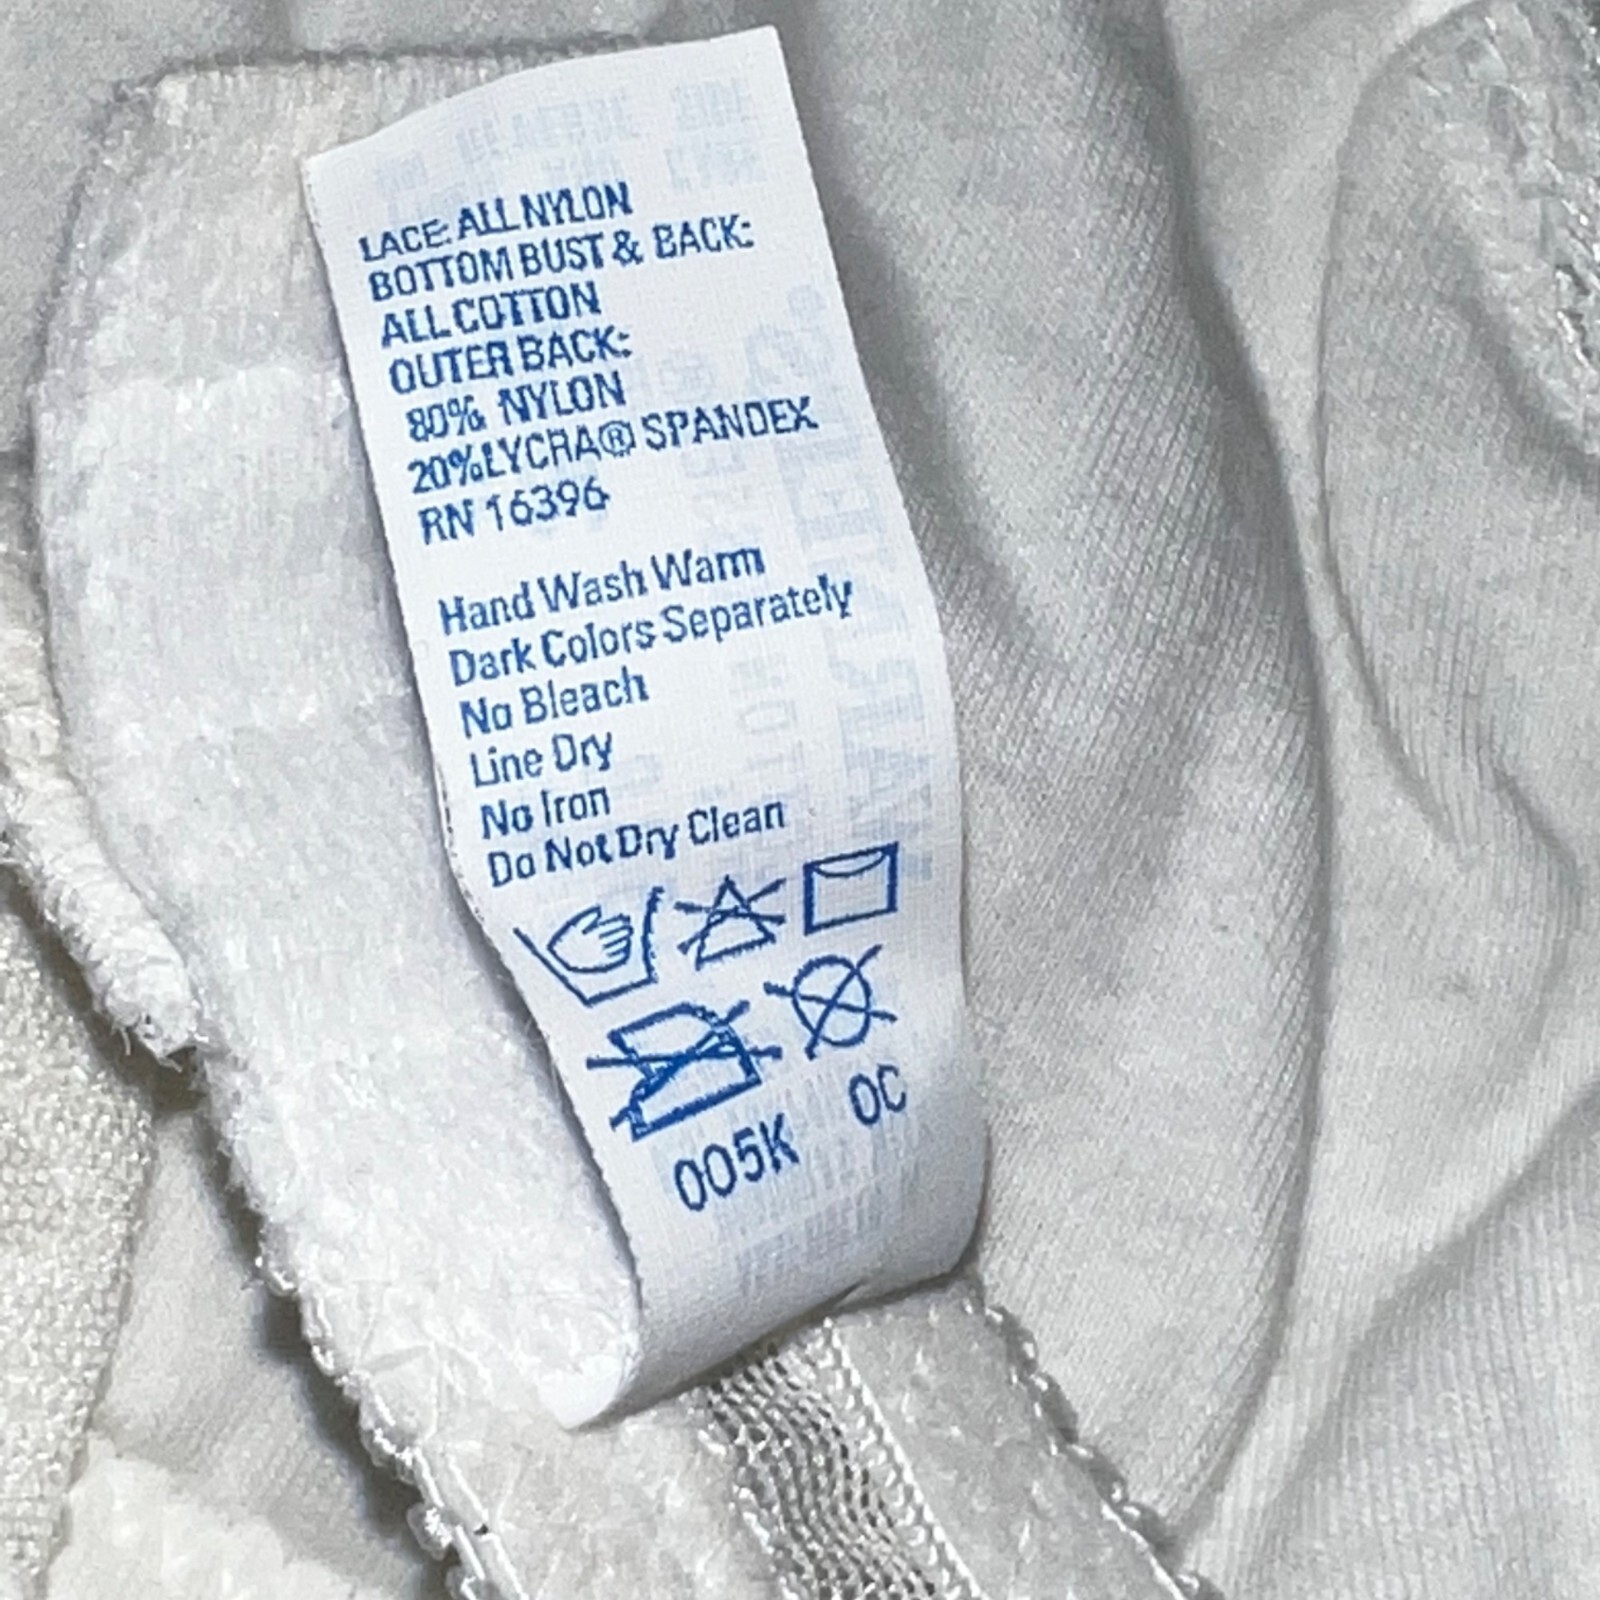 LACE: ALL NYLON
BOTTOM BUST & BACK:
ALL COTTON
OUTER BACK:
80% NYLON
20% LYCRA® SPANDEX
RN 16396
Hand Wash Warm
Dark Colors Separately
No Bleach
Line Dry
No Iron
Do Not Dry Clean
005K OC